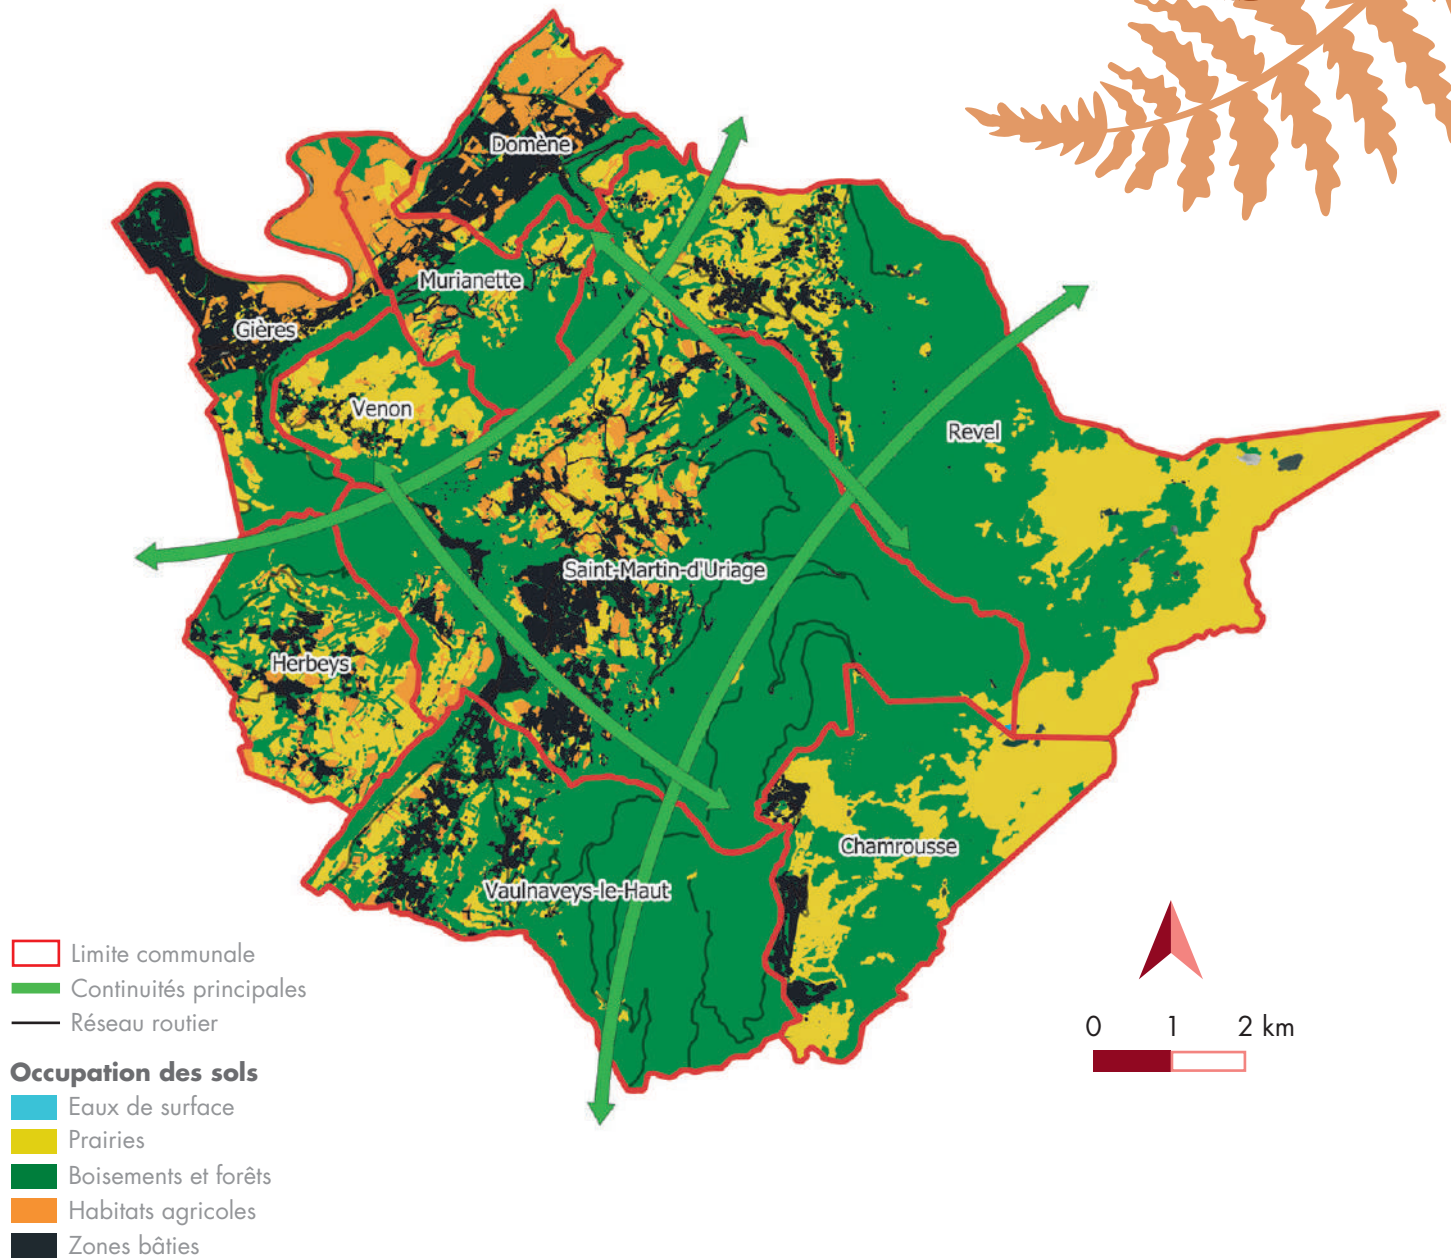 Domène
Murianette
Gières
Venon
Revel
Saint-Martin-d'Uriage
Herbeys
Chamrousse
Vaulnaveys-le-Haut
Limite communale
Continuités principales
Réseau routier
0 1 2 km
Occupation des sols
Eaux de surface
Prairies
Boisements et forêts
Habitats agricoles
Zones bâties